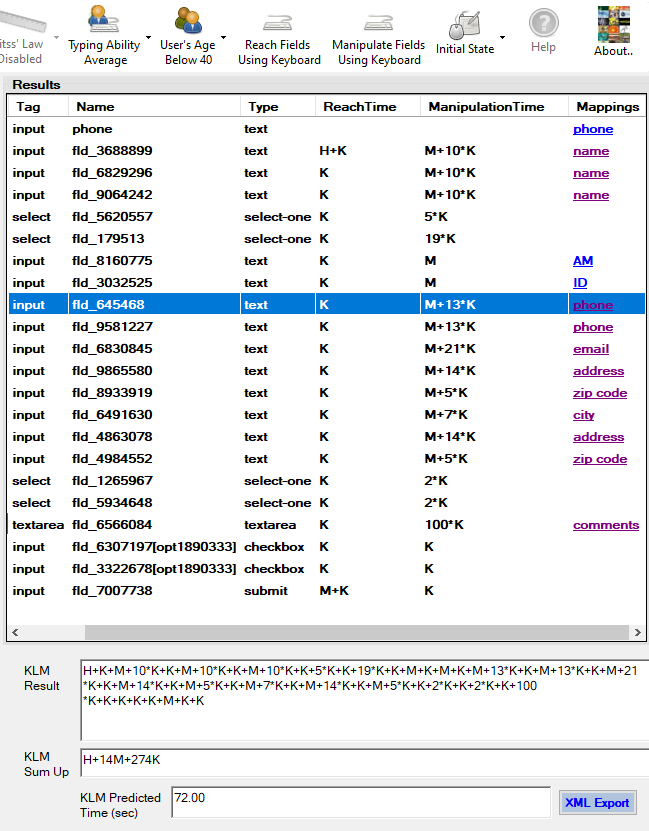 itss' Law Disabled
Typing Ability Average
User's Age Below 40
Reach Fields Using Keyboard
Manipulate Fields Using Keyboard
Initial State
Help
About..
Results
Tag Name Type ReachTime ManipulationTime Mappings
input phone text phone
input fld_3688899 text H+K M+10*K name
input fld_6829296 text K M+10*K name
input fld_9064242 text K M+10*K name
select fld_5620557 select-one K 5*K
select fld_179513 select-one K 19*K
input fld_8160775 text K M AM
input fld_3032525 text K M ID
input fld_645468 text K M+13*K phone
input fld_9581227 text K M+13*K phone
input fld_6830845 text K M+21*K email
input fld_9865580 text K M+14*K address
input fld_8933919 text K M+5*K zip code
input fld_6491630 text K M+7*K city
input fld_4863078 text K M+14*K address
input fld_4984552 text K M+5*K zip code
select fld_1265967 select-one K 2*K
select fld_5934648 select-one K 2*K
textarea fld_6566084 textarea K 100*K comments
input fld_6307197[opt1890333] checkbox K K
input fld_3322678[opt1890333] checkbox K K
input fld_7007738 submit M+K K
KLM Result
H+K+M+10*K+K+M+10*K+K+M+10*K+K+5*K+K+19*K+K+M+K+M+K+M+13*K+K+M+13*K+K+M+21
*K+K+M+14*K+K+M+5*K+K+M+7*K+K+M+14*K+K+M+5*K+K+2*K+K+2*K+K+100
*K+K+K+K+K+M+K+K
KLM Sum Up
H+14M+274K
KLM Predicted Time (sec)
72.00
XML Export